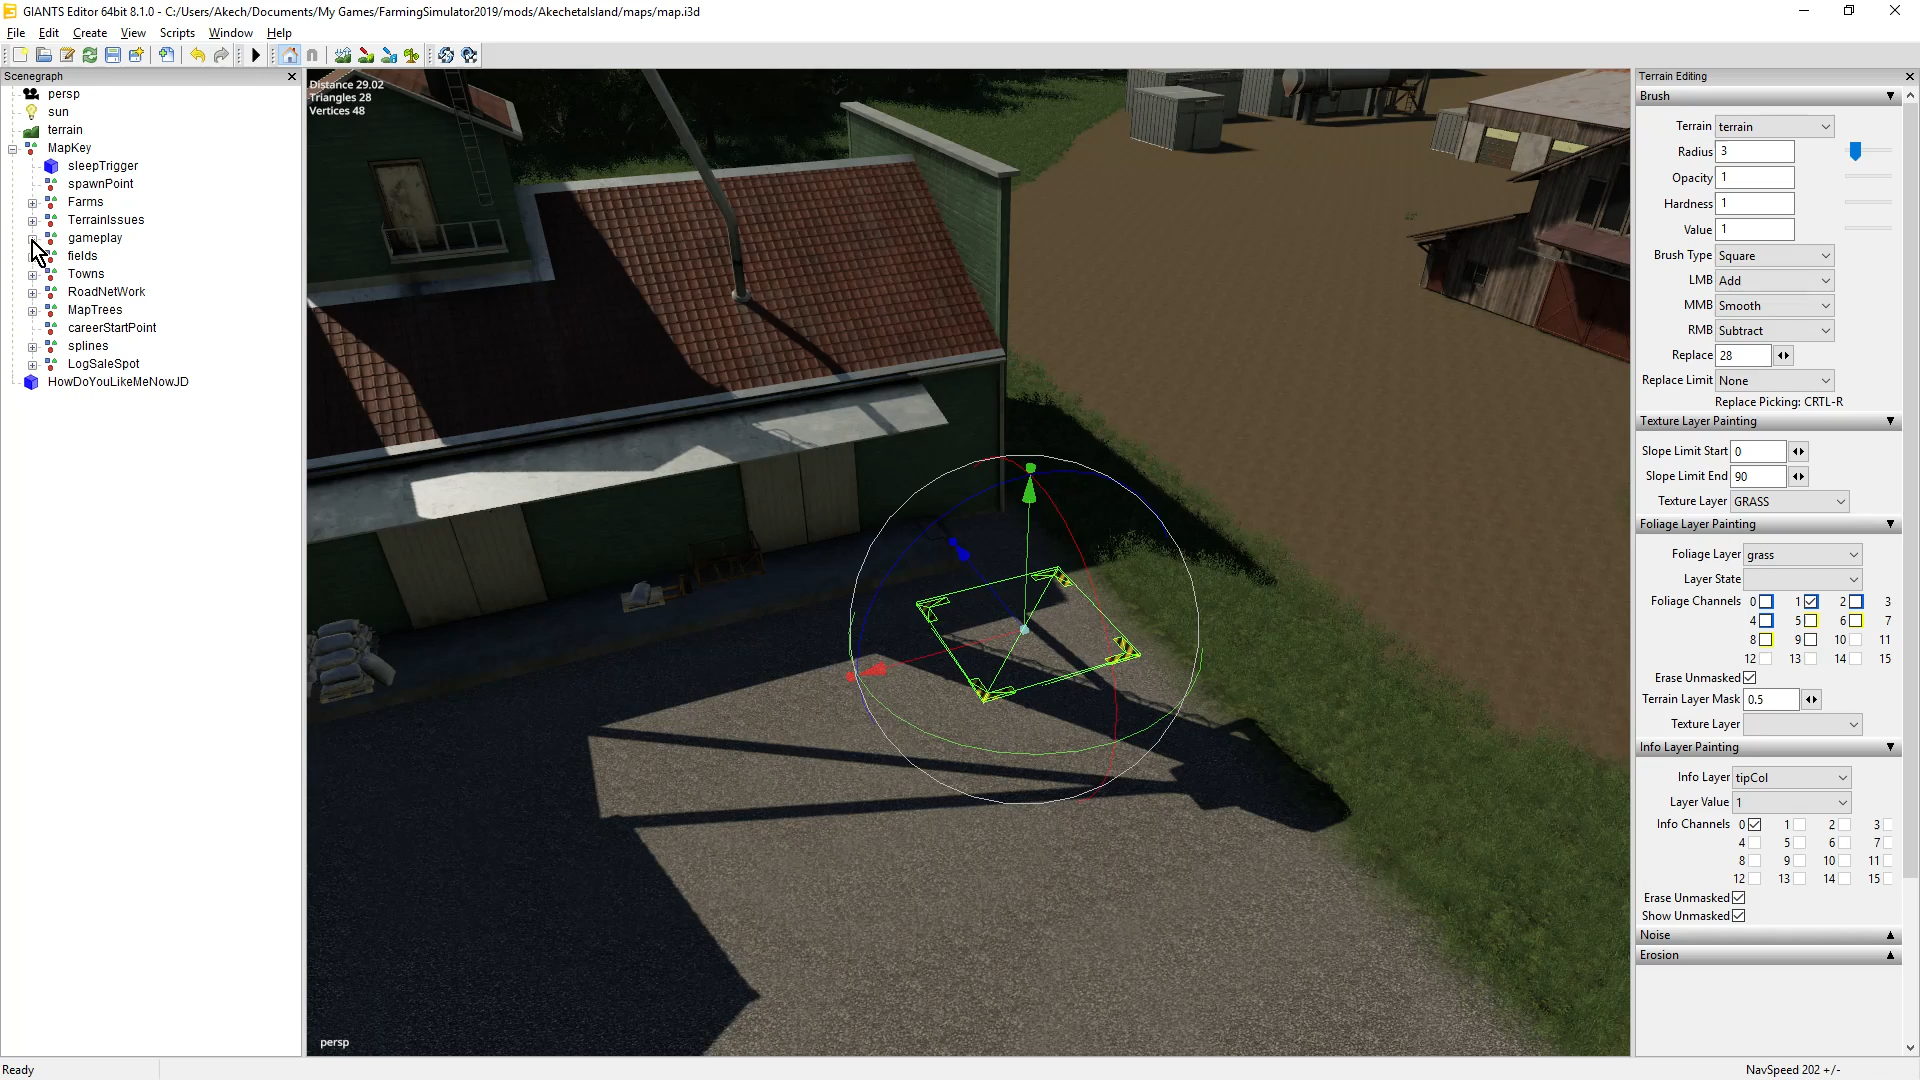 GIANTS Editor 64bit 8.1.0 - C:/Users/Akech/Documents/My Games/FarmingSimulator2019/mods/AkechetaIsland/maps/map.i3d
File Edit Create View Scripts Window Help
Scenegraph
persp
sun
terrain
MapKey
sleepTrigger
spawnPoint
Farms
TerrainIssues
gameplay
fields
Towns
RoadNetWork
MapTrees
careerStartPoint
splines
LogSaleSpot
HowDoYouLikeMeNowJD
Distance 29.02
Triangles 28
Vertices 48
persp
Terrain Editing
Brush
Terrain terrain
Radius 3
Opacity 1
Hardness 1
Value 1
Brush Type Square
LMB Add
MMB Smooth
RMB Subtract
Replace 28
Replace Limit None
Replace Picking: CRTL-R
Texture Layer Painting
Slope Limit Start 0
Slope Limit End 90
Texture Layer GRASS
Foliage Layer Painting
Foliage Layer grass
Layer State
Foliage Channels 0 1 2 3
4 5 6 7
8 9 10 11
12 13 14 15
Erase Unmasked
Terrain Layer Mask 0.5
Texture Layer
Info Layer Painting
Info Layer tipCol
Layer Value 1
Info Channels 0 1 2 3
4 5 6 7
8 9 10 11
12 13 14 15
Erase Unmasked
Show Unmasked
Noise
Erosion
Ready
NavSpeed 202 +/-